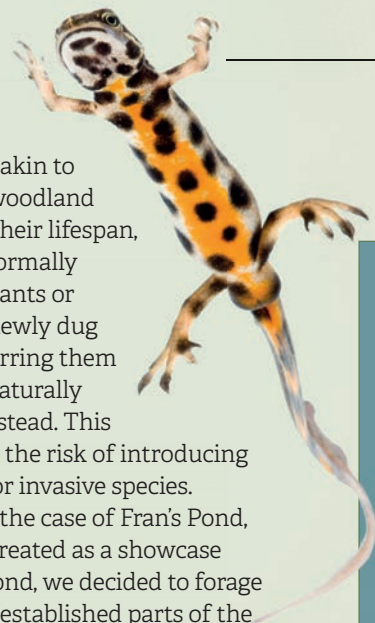 akin to
woodland
their lifespan,
ormally
ants or
ewly dug
rring them
aturally
stead. This
the risk of introducing
or invasive species.
the case of Fran's Pond,
reated as a showcase
ond, we decided to forage
established parts of the